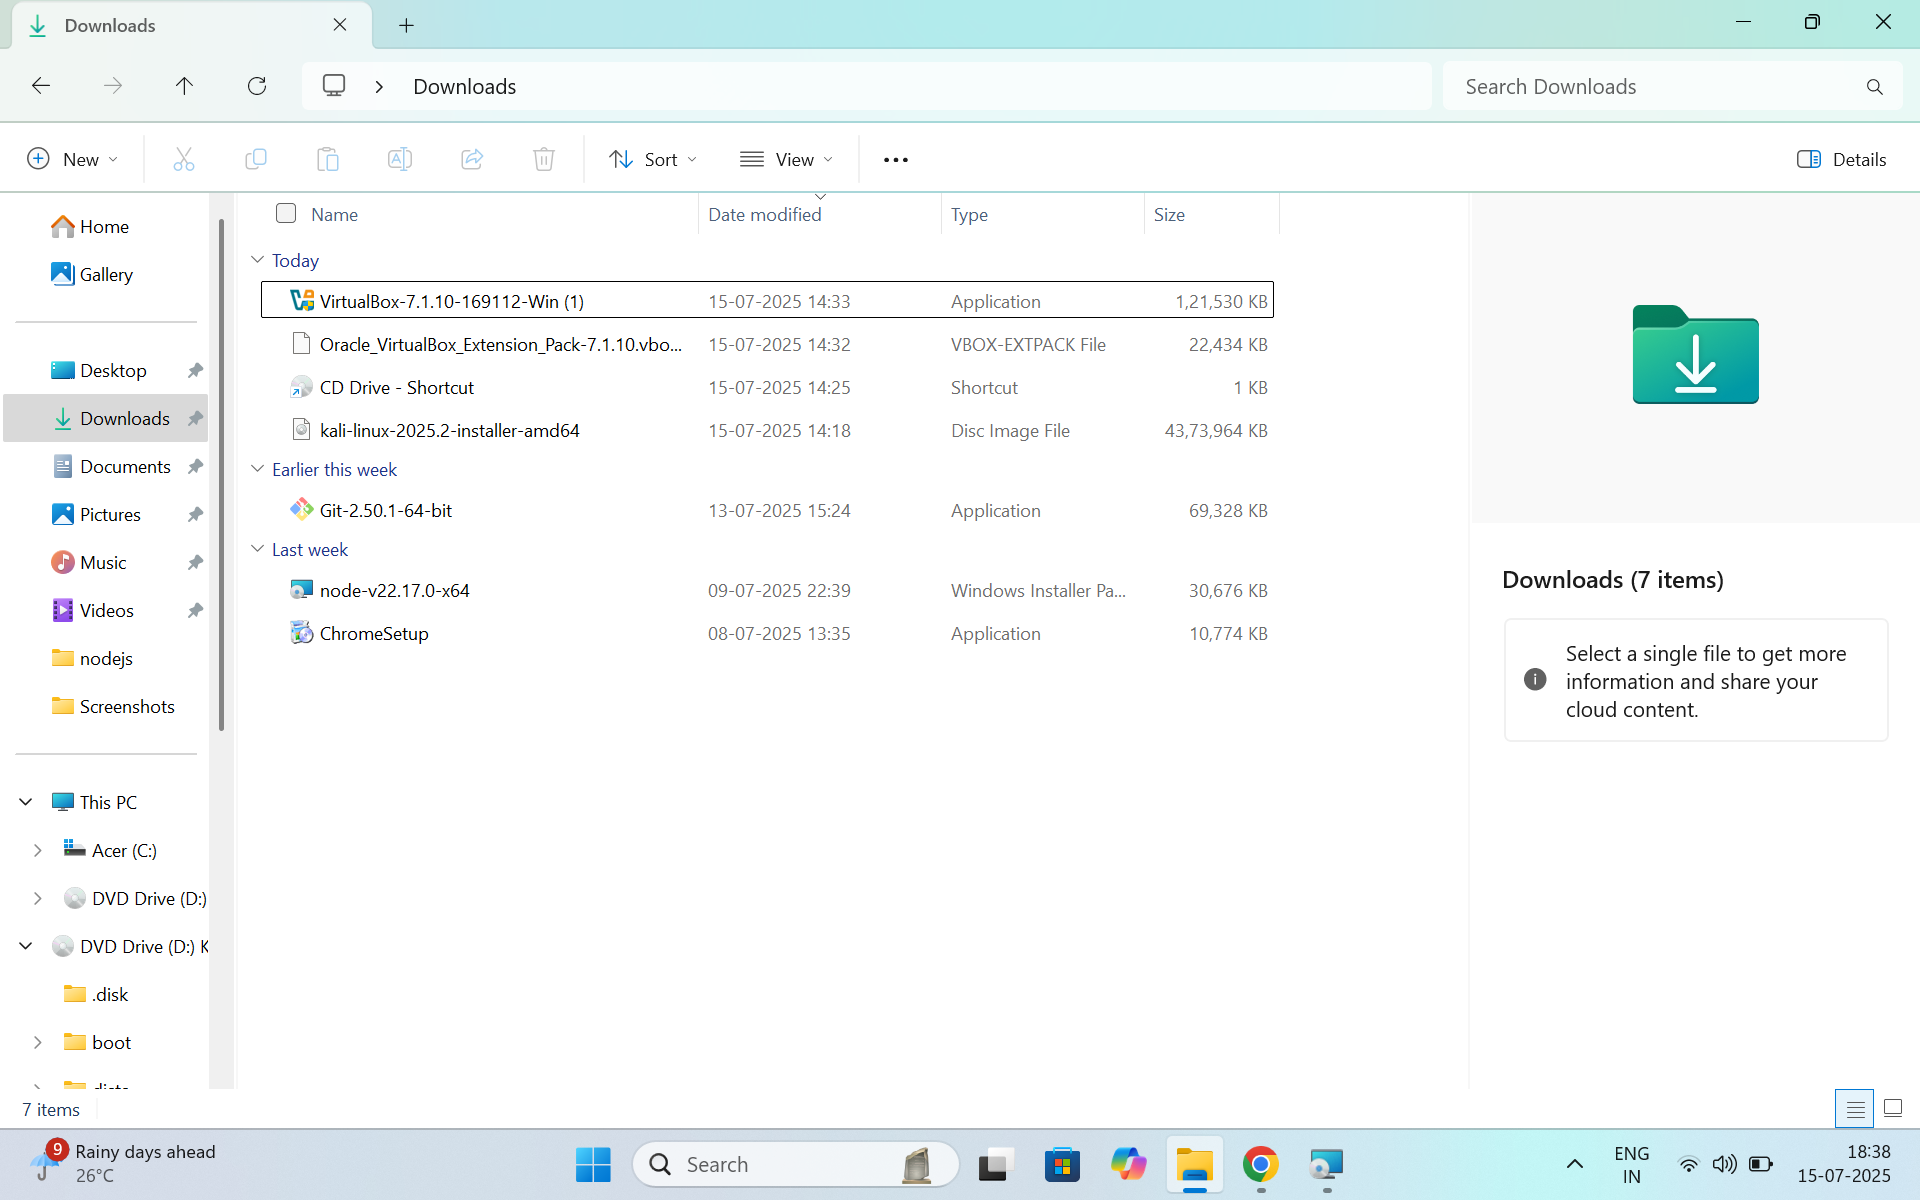 Downloads
Downloads
Search Downloads
New
Sort
View
Details
Home
Gallery
Desktop
Downloads
Documents
Pictures
Music
Videos
nodejs
Screenshots
This PC
Acer (C:)
DVD Drive (D:)
DVD Drive (D:) K
.disk
boot
Name Date modified Type Size
Today
VirtualBox-7.1.10-169112-Win (1) 15-07-2025 14:33 Application 1,21,530 KB
Oracle_VirtualBox_Extension_Pack-7.1.10.vbo... 15-07-2025 14:32 VBOX-EXTPACK File 22,434 KB
CD Drive - Shortcut 15-07-2025 14:25 Shortcut 1 KB
kali-linux-2025.2-installer-amd64 15-07-2025 14:18 Disc Image File 43,73,964 KB
Earlier this week
Git-2.50.1-64-bit 13-07-2025 15:24 Application 69,328 KB
Last week
node-v22.17.0-x64 09-07-2025 22:39 Windows Installer Pa... 30,676 KB
ChromeSetup 08-07-2025 13:35 Application 10,774 KB
Downloads (7 items)
Select a single file to get more
information and share your
cloud content.
7 items
9
Rainy days ahead
26°C
Search
ENG
IN
18:38
15-07-2025